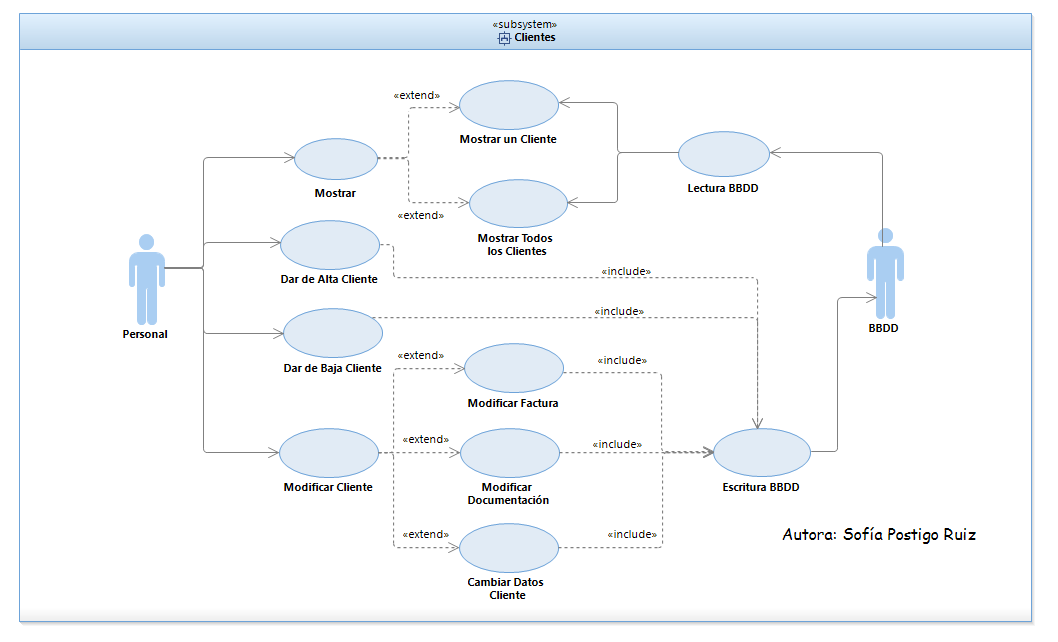 «subsystem»
Clientes
«extend»
Mostrar un Cliente
Mostrar
Lectura BBDD
«extend»
Mostrar Todos
los Clientes
Dar de Alta Cliente
«include»
«include»
Personal
BBDD
Dar de Baja Cliente
«extend»
«include»
Modificar Factura
«extend»
«include»
Modificar Cliente
Modificar
Documentación
Escritura BBDD
«extend»
«include»
Autora: Sofía Postigo Ruiz
Cambiar Datos
Cliente